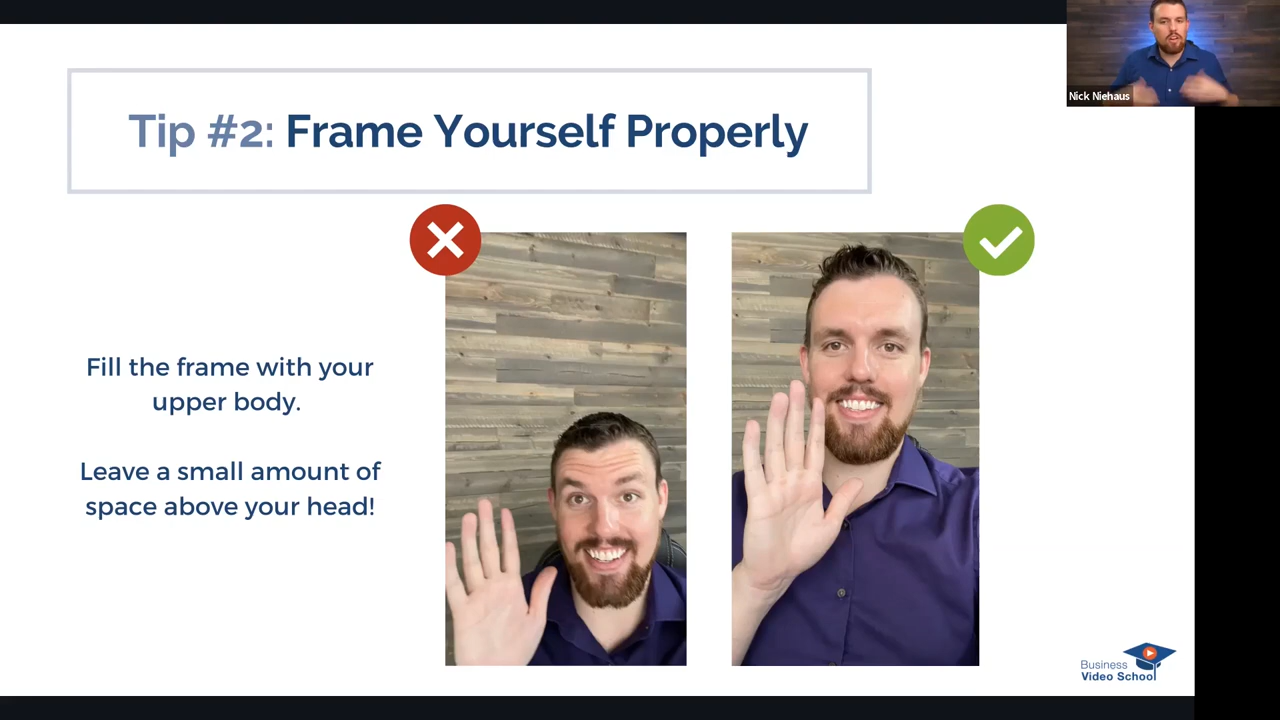 Tip #2: Frame Yourself Properly
Nick Niehaus
Fill the frame with your
upper body.
Leave a small amount of
space above your head!
Business
Video School